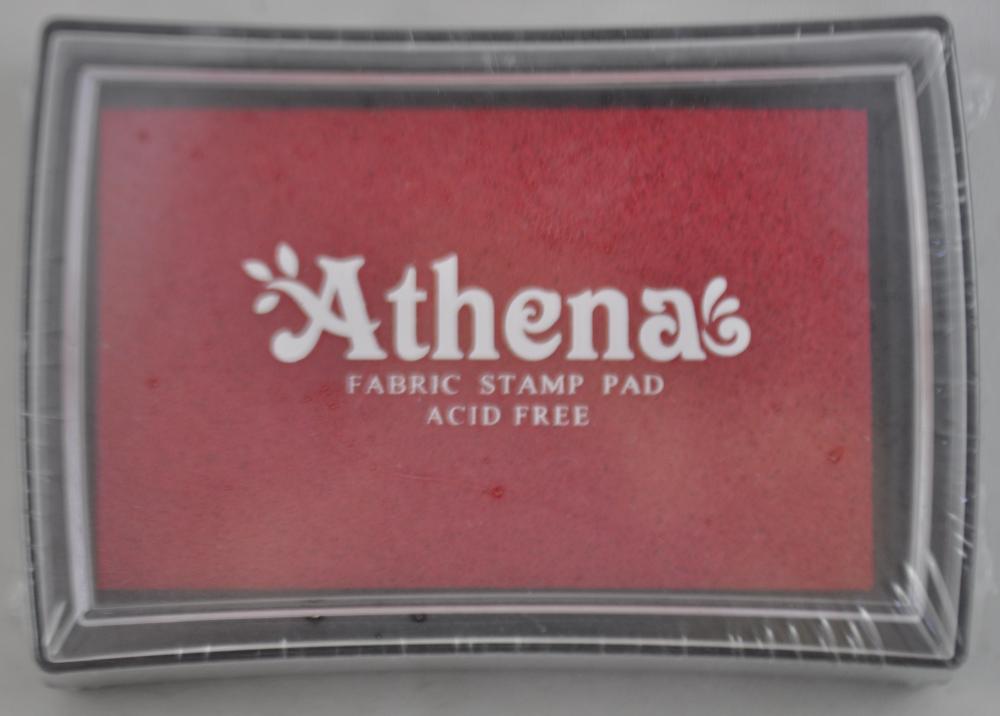 Athena
FABRIC STAMP PAD
ACID FREE